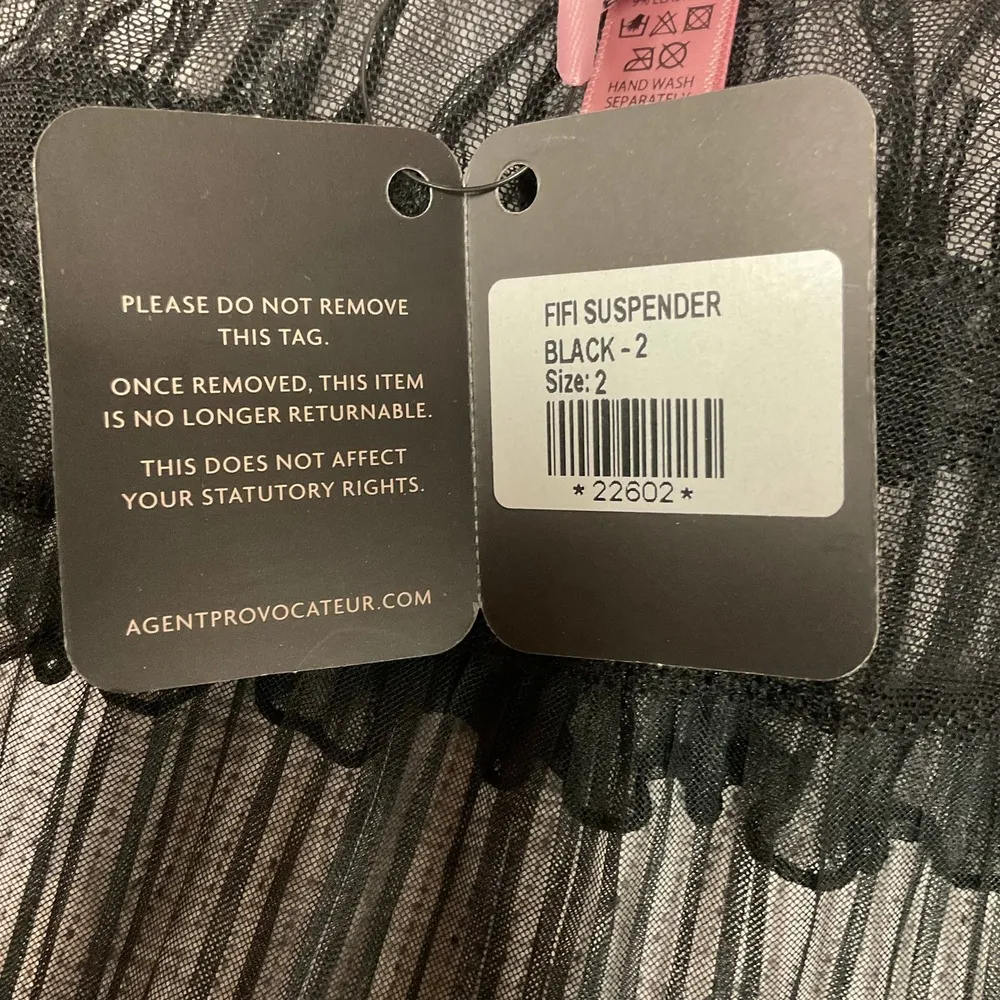 HAND WASH
SEPARATELY
PLEASE DO NOT REMOVE
THIS TAG.
ONCE REMOVED, THIS ITEM
IS NO LONGER RETURNABLE.
THIS DOES NOT AFFECT
YOUR STATUTORY RIGHTS.
AGENTPROVOCATEUR.COM
FIFI SUSPENDER
BLACK - 2
Size: 2
*22602*